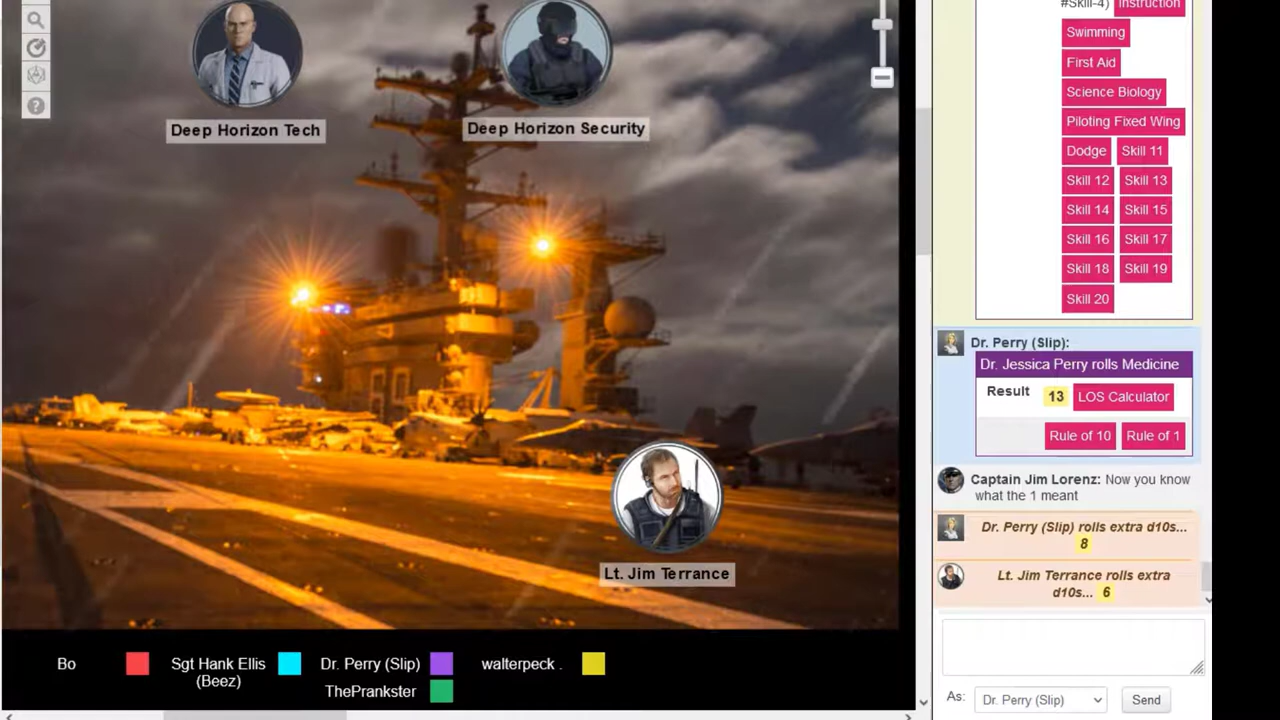 Deep Horizon Tech
Deep Horizon Security
Lt. Jim Terrance
Bo
Sgt Hank Ellis
(Beez)
Dr. Perry (Slip)
walterpeck .
ThePrankster
#Skill-4) Instruction
Swimming
First Aid
Science Biology
Piloting Fixed Wing
Dodge Skill 11
Skill 12 Skill 13
Skill 14 Skill 15
Skill 16 Skill 17
Skill 18 Skill 19
Skill 20
Dr. Perry (Slip):
Dr. Jessica Perry rolls Medicine
Result 13 LOS Calculator
Rule of 10 Rule of 1
Captain Jim Lorenz: Now you know
what the 1 meant
Dr. Perry (Slip) rolls extra d10s...
8
Lt. Jim Terrance rolls extra
d10s... 6
As: Dr. Perry (Slip) Send